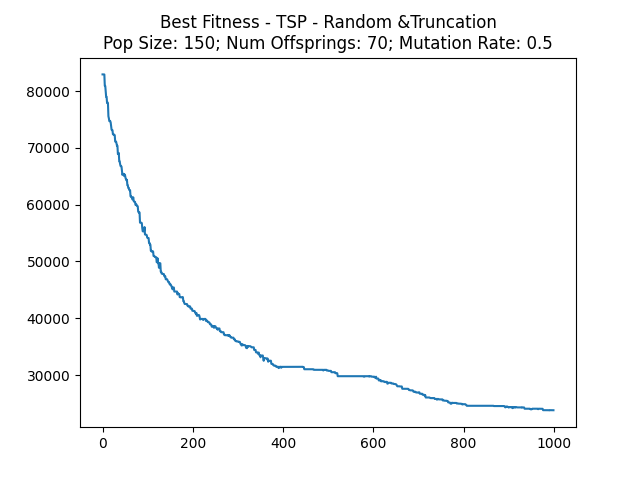 Best Fitness - TSP - Random &Truncation
Pop Size: 150; Num Offsprings: 70; Mutation Rate: 0.5
80000
70000
60000
50000
40000
30000
0 200 400 600 800 1000